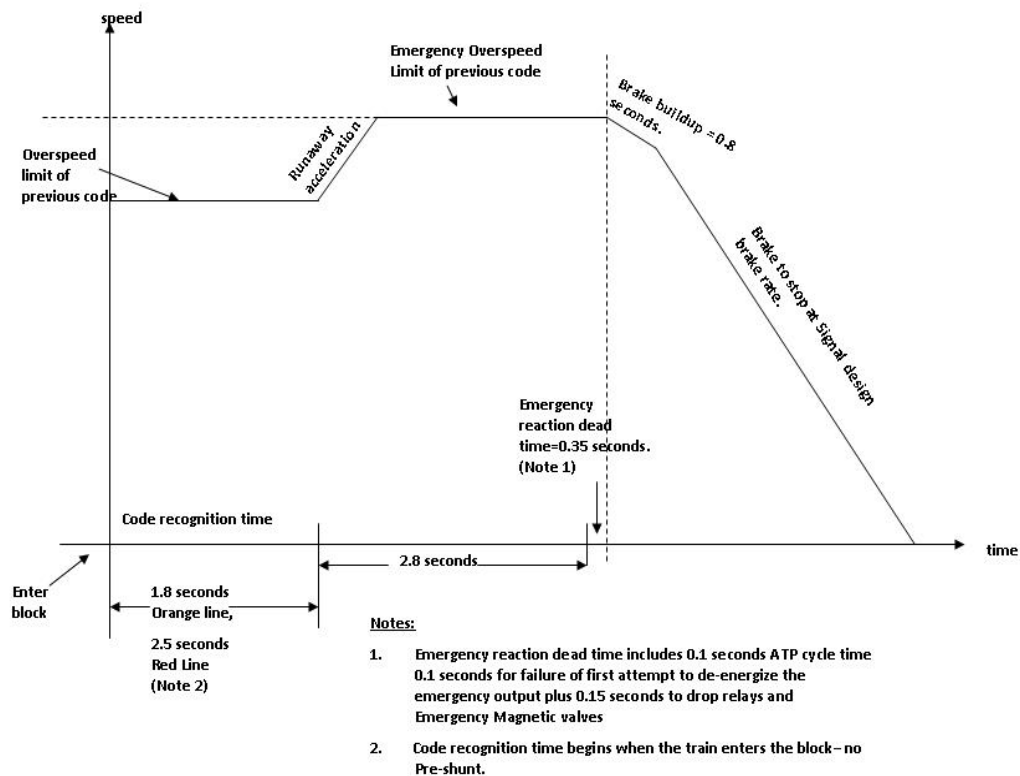 speed
Emergency Overspeed
Limit of previous code
Brake buildup =0.8
seconds.
Overspeed
limit of
previous code
Runaway
acceleration
Brake to stop at Signal design
brake rate.
Emergency
reaction dead
time=0.35 seconds.
(Note 1)
Code recognition time
time
2.8 seconds
Enter
block
1.8 seconds
Orange line,
2.5 seconds
Red Line
(Note 2)
Notes:
1. Emergency reaction dead time includes 0.1 seconds ATP cycle time
0.1 seconds for failure of first attempt to de-energize the
emergency output plus 0.15 seconds to drop relays and
Emergency Magnetic valves
2. Code recognition time begins when the train enters the block–no
Pre-shunt.